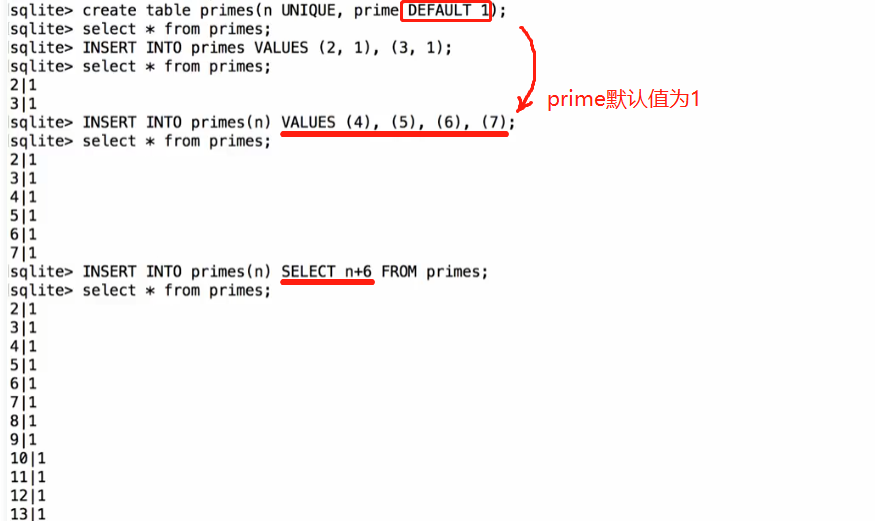 sqlite> create table primes(n UNIQUE, prime DEFAULT 1);
sqlite> select * from primes;
sqlite> INSERT INTO primes VALUES (2, 1), (3, 1);
sqlite> select * from primes;
2|1
3|1
prime默认值为1
sqlite> INSERT INTO primes(n) VALUES (4), (5), (6), (7);
sqlite> select * from primes;
2|1
3|1
4|1
5|1
6|1
7|1
sqlite> INSERT INTO primes(n) SELECT n+6 FROM primes;
sqlite> select * from primes;
2|1
3|1
4|1
5|1
6|1
7|1
8|1
9|1
10|1
11|1
12|1
13|1